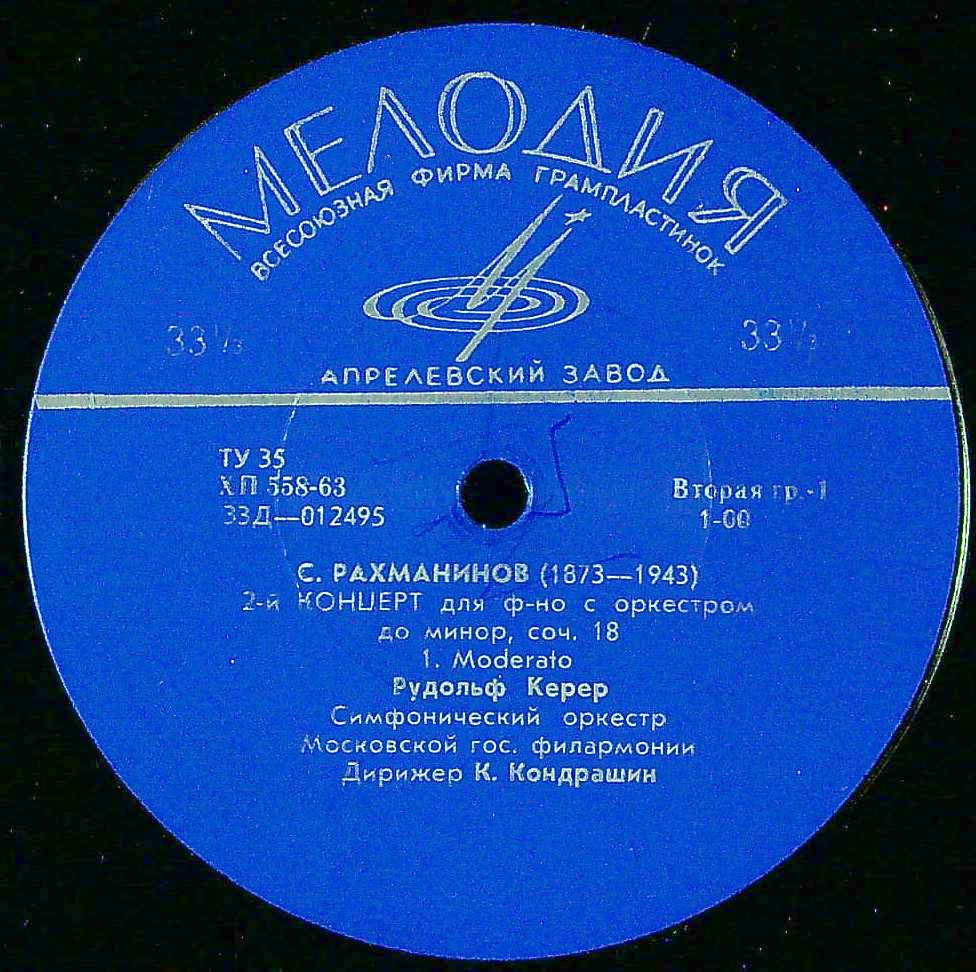 МЕЛОДИЯ
ВСЕСОЮЗНАЯ ФИРМА ГРАМПЛАСТИНОК
33⅓ 33⅓
АПРЕЛЕВСКИЙ ЗАВОД
ТУ 35
ХП 558-63
33Д—012495
Вторая гр.-1
1-00
С. РАХМАНИНОВ (1873—1943)
2-й КОНЦЕРТ для ф-но с оркестром
до минор, соч. 18
1. Moderato
Рудольф Керер
Симфонический оркестр
Московской гос. филармонии
Дирижер К. Кондрашин